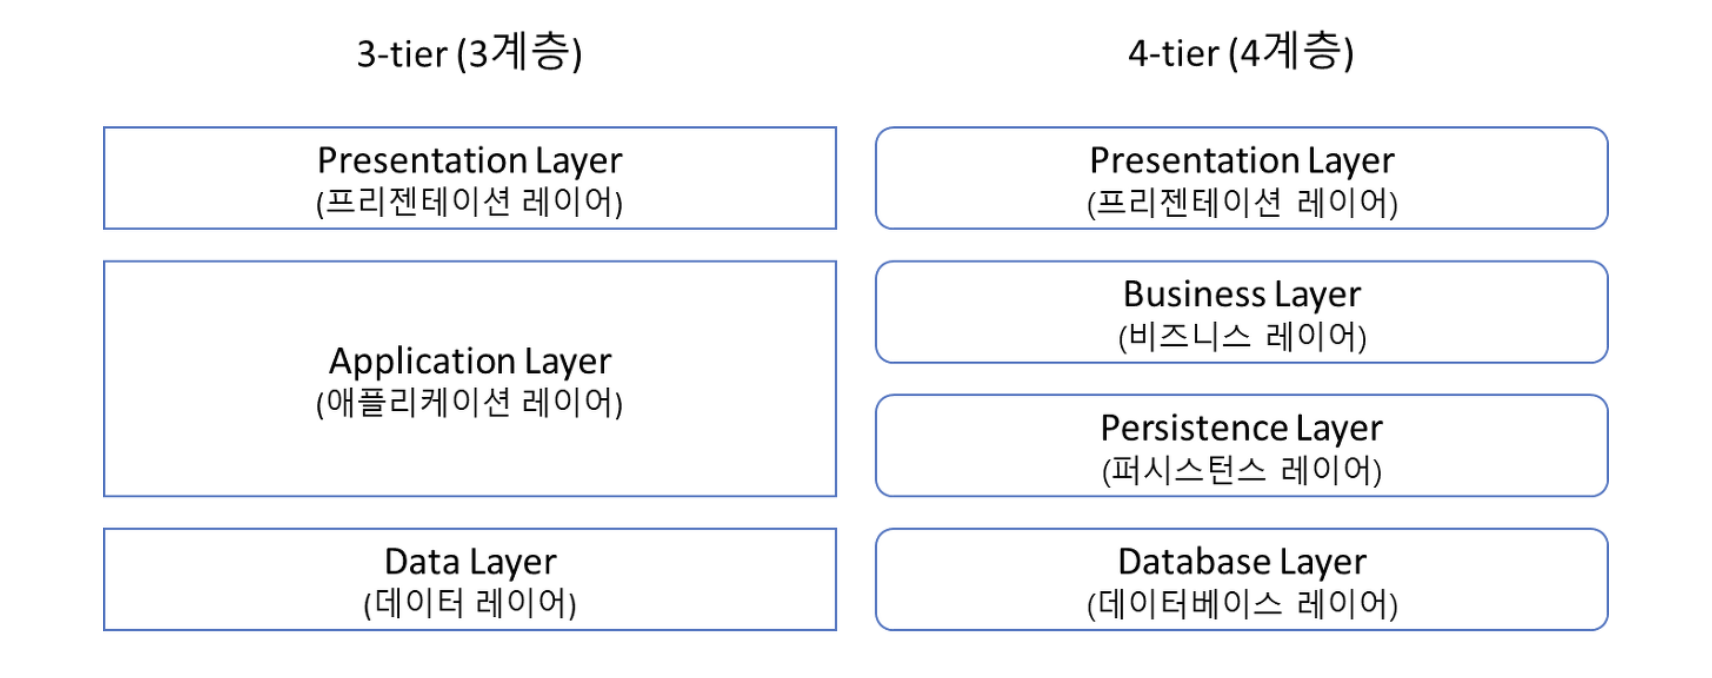 3-tier (3계층)
Presentation Layer
(프리젠테이션 레이어)
Application Layer
(애플리케이션 레이어)
Data Layer
(데이터 레이어)
4-tier (4계층)
Presentation Layer
(프리젠테이션 레이어)
Business Layer
(비즈니스 레이어)
Persistence Layer
(퍼시스턴스 레이어)
Database Layer
(데이터베이스 레이어)